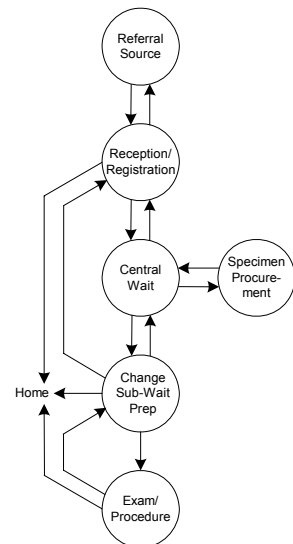 Referral
Source
Reception/
Registration
Central
Wait
Specimen
Procure-
ment
Home
Change
Sub-Wait
Prep
Exam/
Procedure